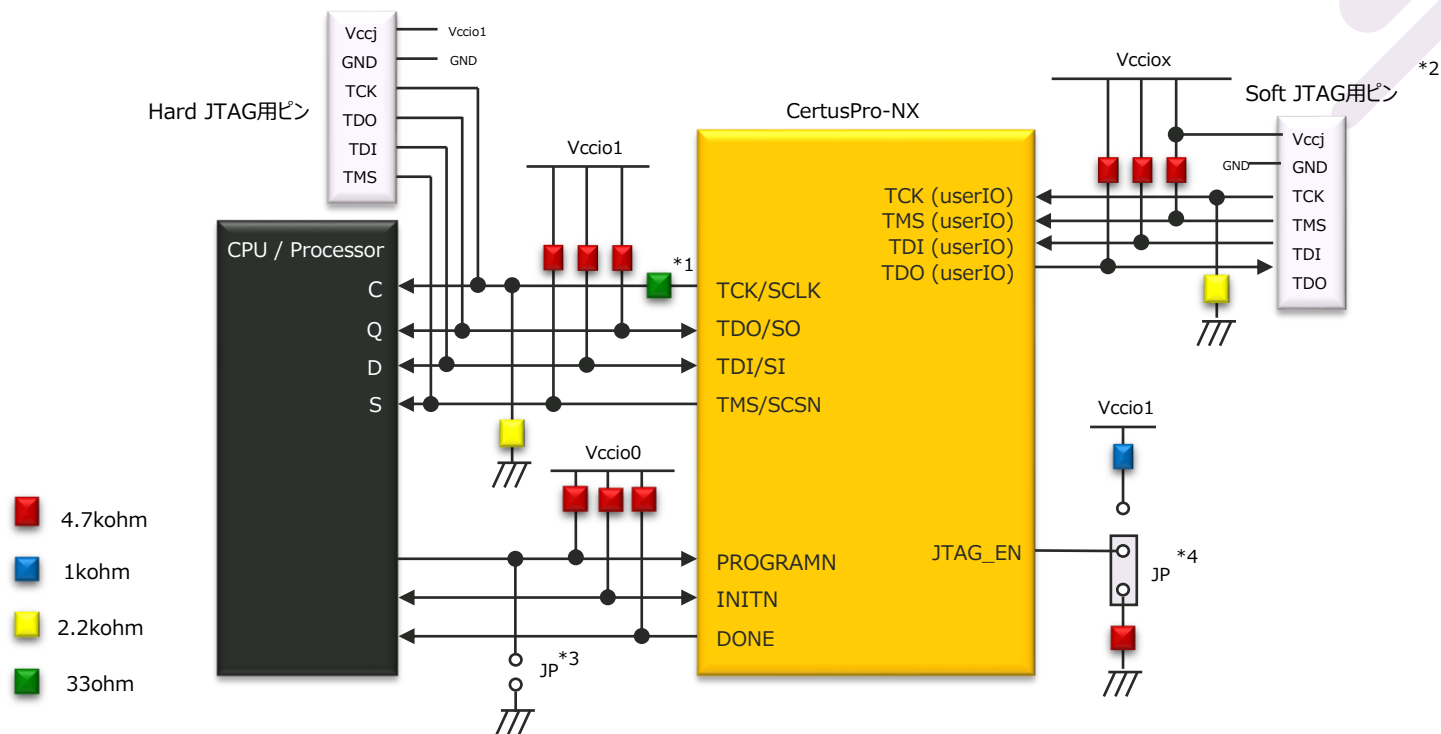 Hard JTAG用ピン
Vccj
GND
TCK
TDO
TDI
TMS
Vccio1
GND
CPU / Processor
C
Q
D
S
Vccio1
*1
Vccio0
JP*3
CertusPro-NX
TCK/SCLK
TDO/SO
TDI/SI
TMS/SCSN
PROGRAMN
INITN
DONE
TCK (userIO)
TMS (userIO)
TDI (userIO)
TDO (userIO)
JTAG_EN
Vcciox
*2
Soft JTAG用ピン
Vccj
GND
GND
TCK
TMS
TDI
TDO
Vccio1
JP *4
4.7kohm
1kohm
2.2kohm
33ohm